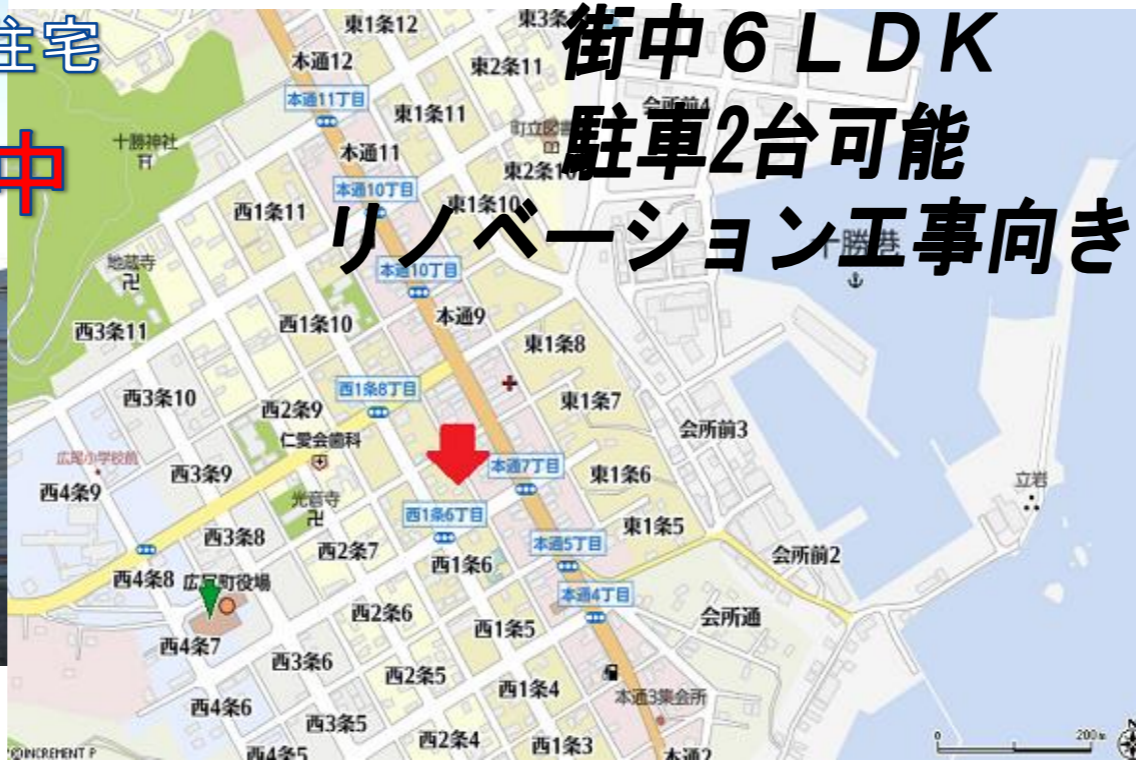 住宅
中
街中６ＬＤＫ
駐車2台可能
リノベーション工事向き
東1条12
東3条
本通12
東2条11
本通11丁目
東1条11
会所前4
十勝神社
本通11
町立図書
東2条10
本通10丁目
西1条11
東1条10
十勝港
地蔵寺
本通10丁目
西3条11
西1条10
本通9
東1条8
西3条10
西1条8丁目
西2条9
東1条7
仁愛会歯科
会所前3
広尾小学校前
西3条9
本通7丁目
東1条6
立岩
西4条9
光音寺
西1条6丁目
東1条5
西3条8
西2条7
本通5丁目
西1条6
会所前2
西4条8
広尾町役場
本通4丁目
西2条6
会所通
西4条7
西1条5
西3条6
西2条5
西1条4
本通3集会所
西4条6
西3条5
西2条4
西1条3
本通2
西4条5
0
200m
N
©INCREMENT P